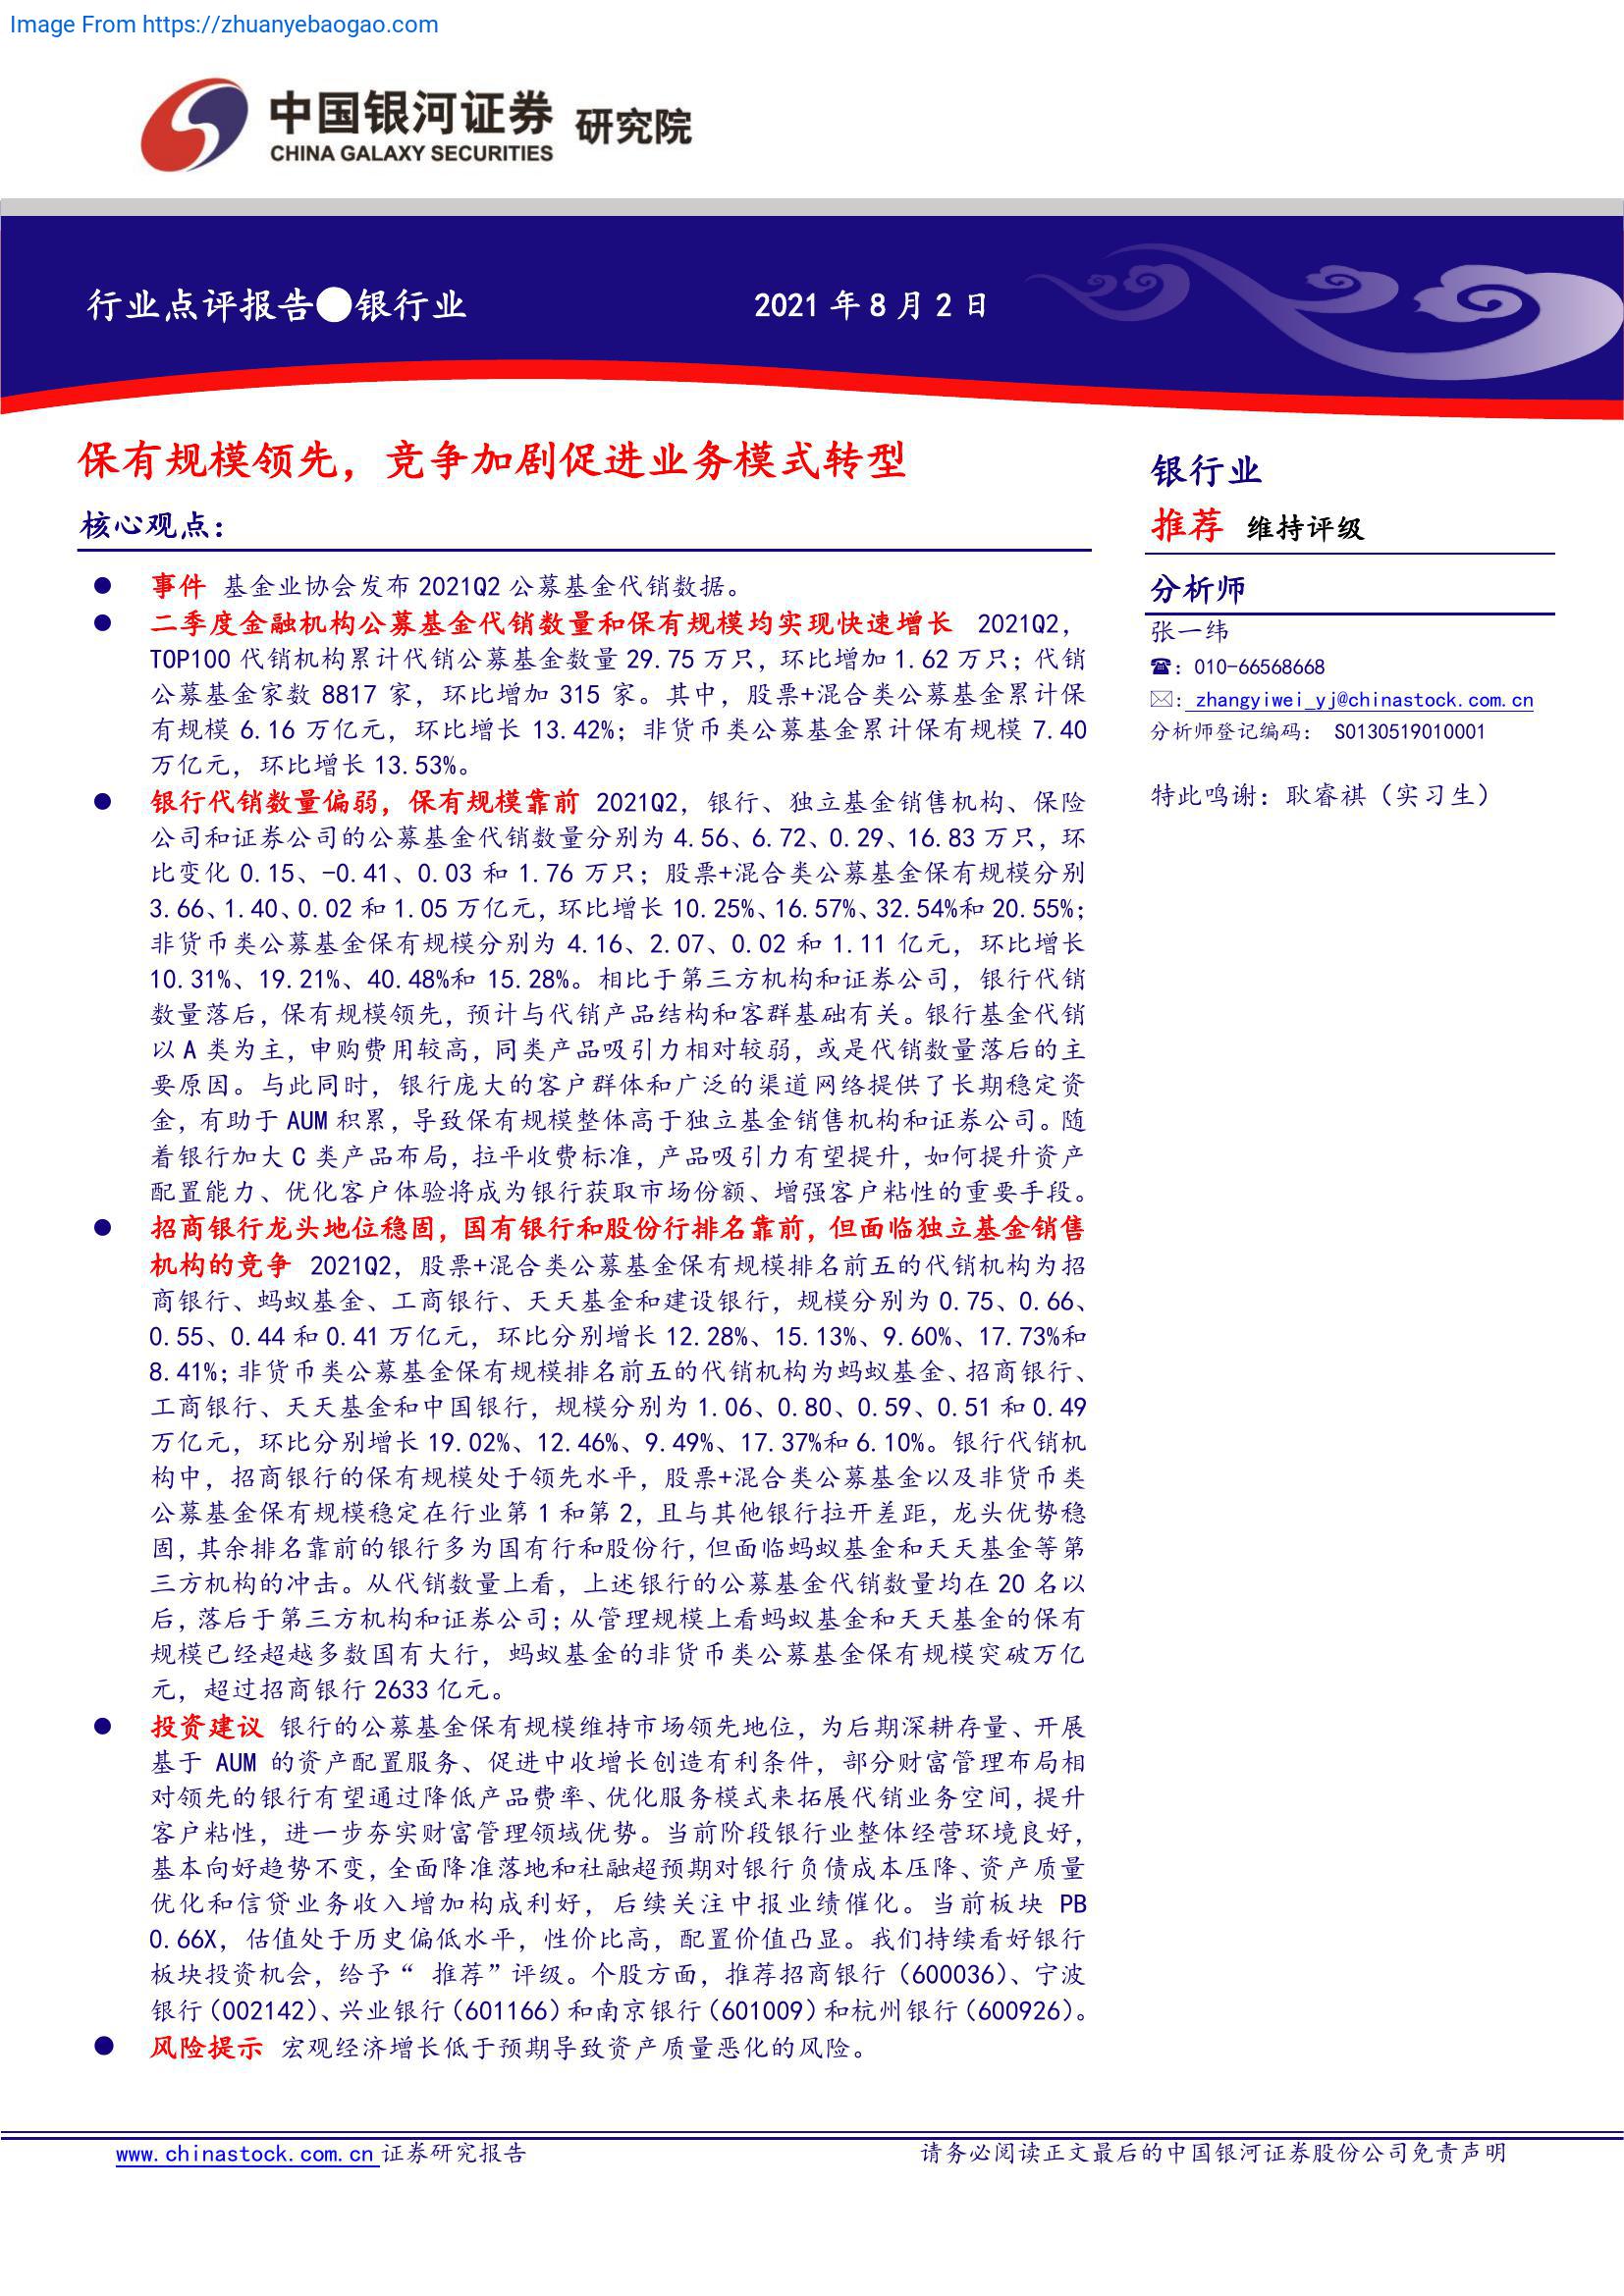 Image From https://zhuanyebaogao.com
中国银河证券 研究院
CHINA GALAXY SECURITIES
行业点评报告●银行业
2021 年 8 月 2 日
保有规模领先，竞争加剧促进业务模式转型
核心观点：
● 事件 基金业协会发布 2021Q2 公募基金代销数据。
● 二季度金融机构公募基金代销数量和保有规模均实现快速增长 2021Q2，
TOP100 代销机构累计代销公募基金数量 29.75 万只，环比增加 1.62 万只；代销
公募基金家数 8817 家，环比增加 315 家。其中，股票+混合类公募基金累计保
有规模 6.16 万亿元，环比增长 13.42%；非货币类公募基金累计保有规模 7.40
万亿元，环比增长 13.53%。
● 银行代销数量偏弱，保有规模靠前 2021Q2，银行、独立基金销售机构、保险
公司和证券公司的公募基金代销数量分别为 4.56、6.72、0.29、16.83 万只，环
比变化 0.15、-0.41、0.03 和 1.76 万只；股票+混合类公募基金保有规模分别
3.66、1.40、0.02 和 1.05 万亿元，环比增长 10.25%、16.57%、32.54%和 20.55%；
非货币类公募基金保有规模分别为 4.16、2.07、0.02 和 1.11 亿元，环比增长
10.31%、19.21%、40.48%和 15.28%。相比于第三方机构和证券公司，银行代销
数量落后，保有规模领先，预计与代销产品结构和客群基础有关。银行基金代销
以 A 类为主，申购费用较高，同类产品吸引力相对较弱，或是代销数量落后的主
要原因。与此同时，银行庞大的客户群体和广泛的渠道网络提供了长期稳定资
金，有助于 AUM 积累，导致保有规模整体高于独立基金销售机构和证券公司。随
着银行加大 C 类产品布局，拉平收费标准，产品吸引力有望提升，如何提升资产
配置能力、优化客户体验将成为银行获取市场份额、增强客户粘性的重要手段。
● 招商银行龙头地位稳固，国有银行和股份行排名靠前，但面临独立基金销售
机构的竞争 2021Q2，股票+混合类公募基金保有规模排名前五的代销机构为招
商银行、蚂蚁基金、工商银行、天天基金和建设银行，规模分别为 0.75、0.66、
0.55、0.44 和 0.41 万亿元，环比分别增长 12.28%、15.13%、9.60%、17.73%和
8.41%；非货币类公募基金保有规模排名前五的代销机构为蚂蚁基金、招商银行、
工商银行、天天基金和中国银行，规模分别为 1.06、0.80、0.59、0.51 和 0.49
万亿元，环比分别增长 19.02%、12.46%、9.49%、17.37%和 6.10%。银行代销机
构中，招商银行的保有规模处于领先水平，股票+混合类公募基金以及非货币类
公募基金保有规模稳定在行业第 1 和第 2，且与其他银行拉开差距，龙头优势稳
固，其余排名靠前的银行多为国有行和股份行，但面临蚂蚁基金和天天基金等第
三方机构的冲击。从代销数量上看，上述银行的公募基金代销数量均在 20 名以
后，落后于第三方机构和证券公司；从管理规模上看蚂蚁基金和天天基金的保有
规模已经超越多数国有大行，蚂蚁基金的非货币类公募基金保有规模突破万亿
元，超过招商银行 2633 亿元。
● 投资建议 银行的公募基金保有规模维持市场领先地位，为后期深耕存量、开展
基于 AUM 的资产配置服务、促进中收增长创造有利条件，部分财富管理布局相
对领先的银行有望通过降低产品费率、优化服务模式来拓展代销业务空间，提升
客户粘性，进一步夯实财富管理领域优势。当前阶段银行业整体经营环境良好，
基本向好趋势不变，全面降准落地和社融超预期对银行负债成本压降、资产质量
优化和信贷业务收入增加构成利好，后续关注中报业绩催化。当前板块 PB
0.66X，估值处于历史偏低水平，性价比高，配置价值凸显。我们持续看好银行
板块投资机会，给予“ 推荐”评级。个股方面，推荐招商银行（600036）、宁波
银行（002142）、兴业银行（601166）和南京银行（601009）和杭州银行（600926）。
● 风险提示 宏观经济增长低于预期导致资产质量恶化的风险。
银行业
推荐 维持评级
分析师
张一纬
☎：010-66568668
✉：zhangyiwei_yj@chinastock.com.cn
分析师登记编码： S0130519010001
特此鸣谢：耿睿祺（实习生）
www.chinastock.com.cn 证券研究报告
请务必阅读正文最后的中国银河证券股份公司免责声明